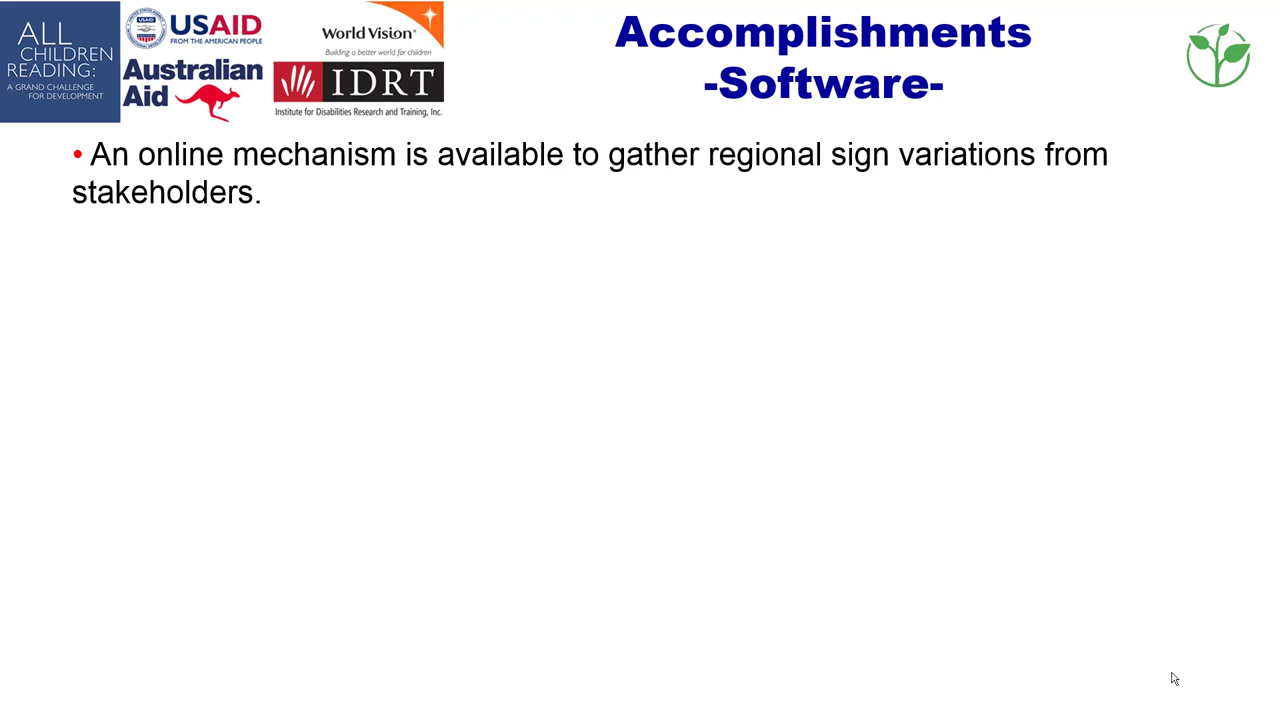 ALL
CHILDREN
READING:
A GRAND CHALLENGE
FOR DEVELOPMENT
USAID
FROM THE AMERICAN PEOPLE
Australian
Aid
World Vision
Building a better world for children
IDRT
Institute for Disabilities Research and Training, Inc.
Accomplishments
-Software-
• An online mechanism is available to gather regional sign variations from
stakeholders.